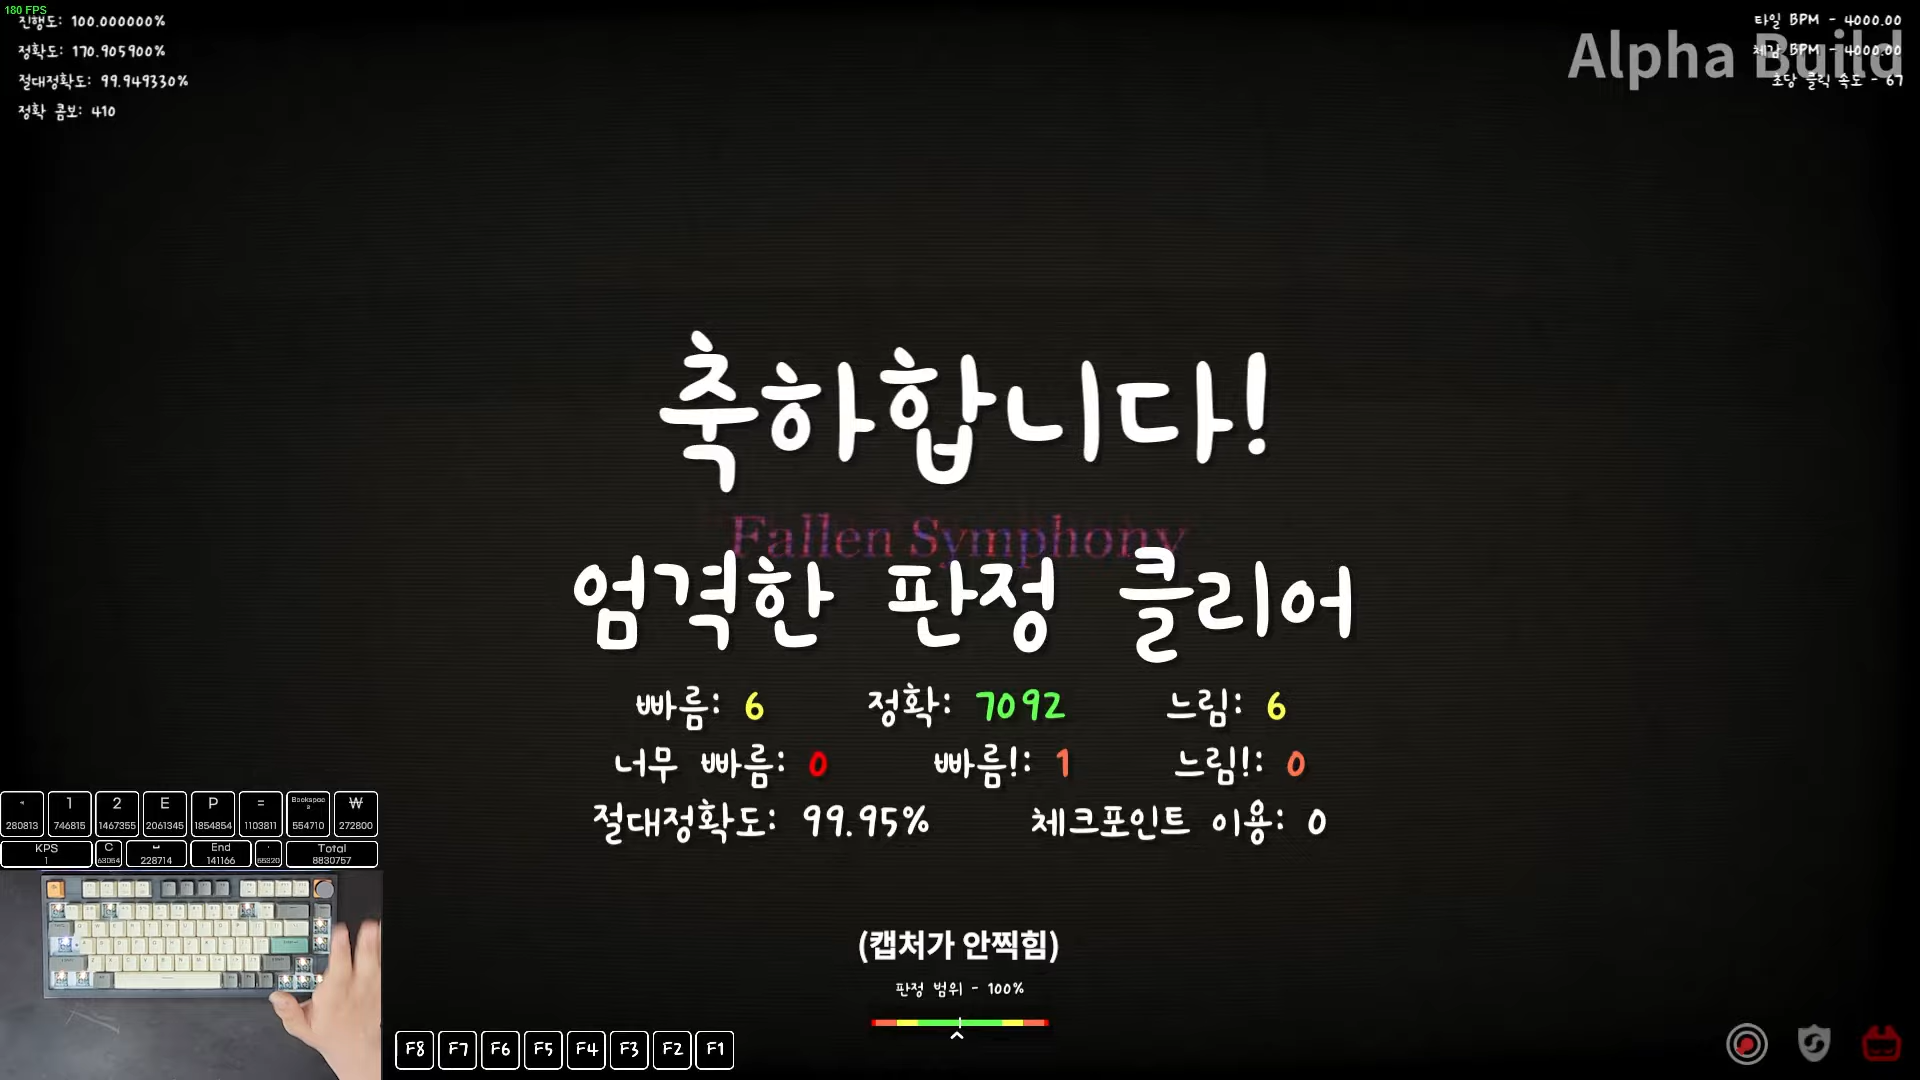 180 FPS
진행도: 100.000000%
정확도: 170.905900%
절대정확도: 99.949330%
정확 콤보: 410
타일 BPM - 4000.00
체감 BPM - 4000.00
초당 클릭 속도 - 67
Alpha Build
축하합니다!
Fallen Symphony
엄격한 판정 클리어
빠름: 6 정확: 7092 느림: 6
너무 빠름: 0 빠름!: 1 느림!: 0
절대정확도: 99.95% 체크포인트 이용: 0
1 2 E P = Backspace ₩
280813 746815 1467355 2061345 1854854 1103811 554710 272800
KPS C End Total
1 228714 141166 8830757
(캡처가 안찍힘)
판정 범위 - 100%
F8 F7 F6 F5 F4 F3 F2 F1